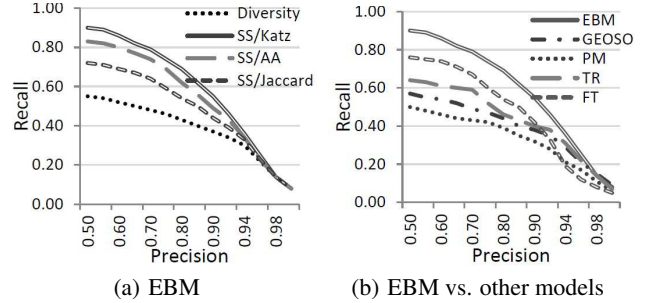 1.00
0.80
0.60
0.40
0.20
0.00
Recall
Diversity
SS/Katz
SS/AA
SS/Jaccard
0.50
0.60
0.70
0.80
0.90
0.94
0.98
Precision
(a) EBM
1.00
0.80
0.60
0.40
0.20
0.00
Recall
EBM
GEOSO
PM
TR
FT
0.50
0.60
0.70
0.80
0.90
0.94
0.98
Precision
(b) EBM vs. other models